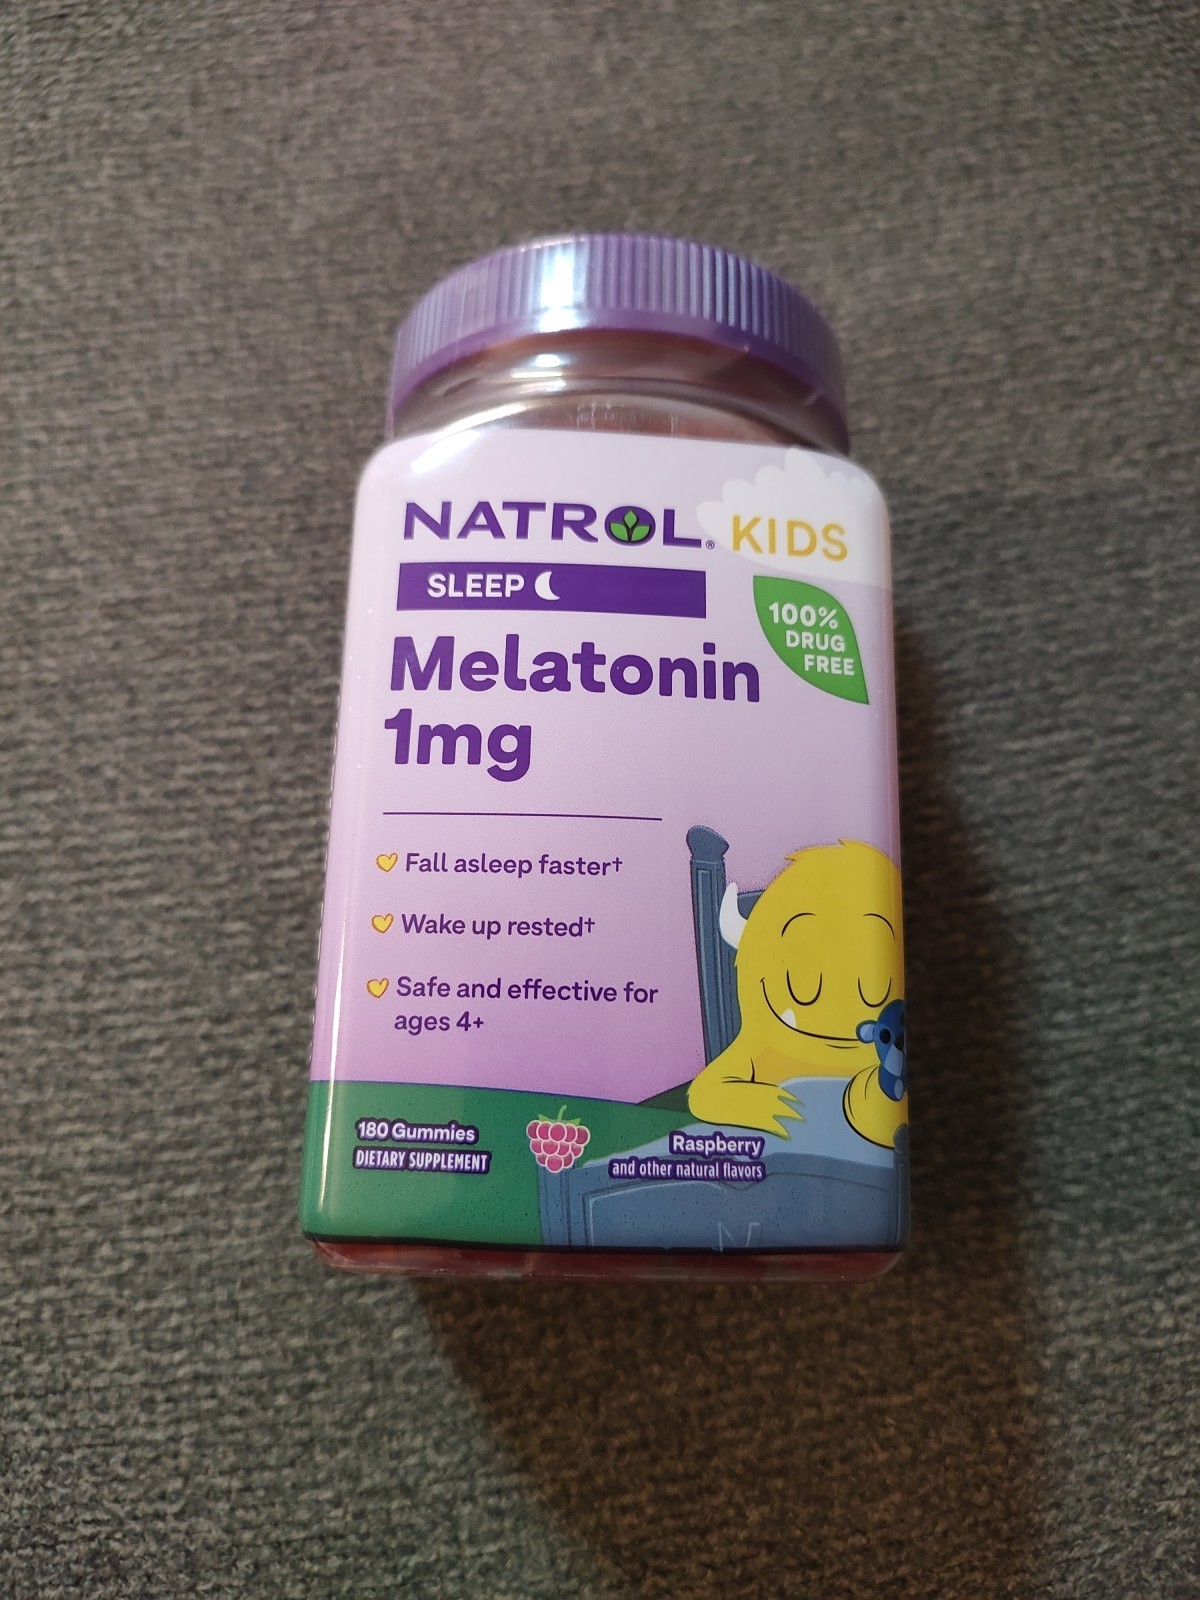 NATROL® KIDS
SLEEP
100%
DRUG
FREE
Melatonin
1mg
Fall asleep faster†
Wake up rested†
Safe and effective for
ages 4+
180 Gummies
DIETARY SUPPLEMENT
Raspberry
and other natural flavors
N